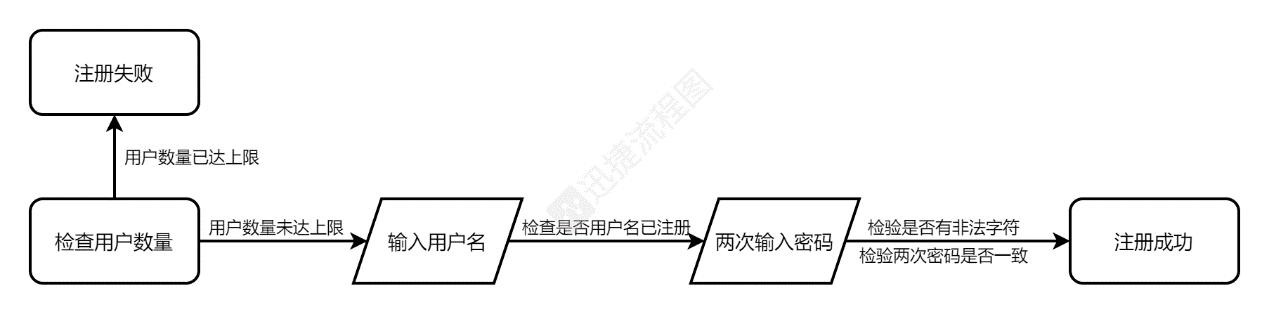 注册失败
用户数量已达上限
检查用户数量
用户数量未达上限
输入用户名
检查是否用户名已注册
两次输入密码
检验是否有非法字符
检验两次密码是否一致
注册成功
迅捷流程图